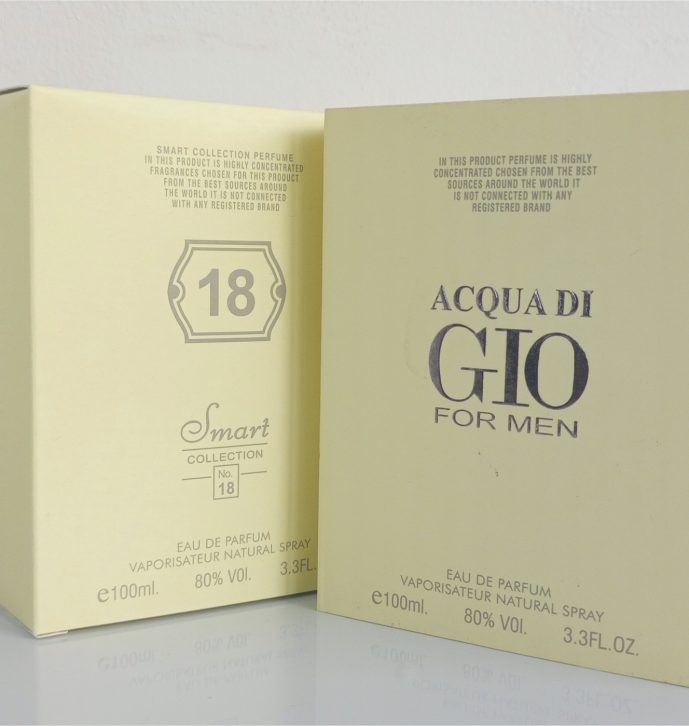 SMART COLLECTION PERFUME
IN THIS PRODUCT IS HIGHLY CONCENTRATED
FRAGRANCES CHOSEN FOR THIS PRODUCT
FROM THE BEST SOURCES AROUND
THE WORLD IT IS NOT CONNECTED
WITH ANY REGISTERED BRAND
18
Smart
COLLECTION
No.
18
EAU DE PARFUM
VAPORISATEUR NATURAL SPRAY
e100ml. 80% VOl. 3.3FL.
IN THIS PRODUCT PERFUME IS HIGHLY
CONCENTRATED CHOSEN FROM THE BEST
SOURCES AROUND THE WORLD IT
IS NOT CONNECTED WITH ANY
REGISTERED BRAND
ACQUA DI
GIO
FOR MEN
EAU DE PARFUM
VAPORISATEUR NATURAL SPRAY
e100ml. 80% VOl. 3.3FL.OZ.